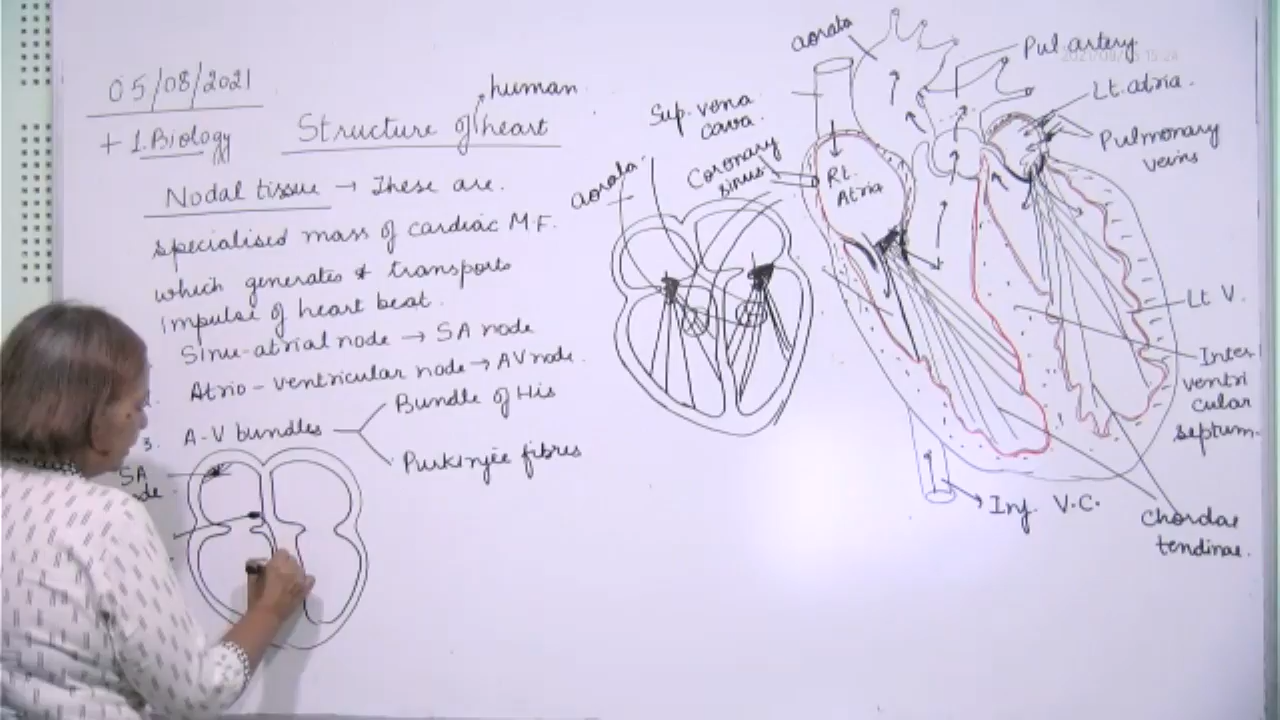 05/08/2021
+ 1. Biology
human
Structure of heart
Nodal tissue → These are.
specialised mass of cardiac M.F.
which generates & transports
impulse of heart beat.
Sinu-atrial node → SA node
Atrio-ventricular node → AV node.
3. A-V bundles
Bundle of His
Purkinjee fibres
SA
aorata
Sup. vena
cava.
Coronary
sinus
aorata
Rt.
Atria
Pul. artery
Lt. atria.
Pulmonary
veins
Lt V.
Inter
ventri
cular
septum.
Chordae
tendinae.
Inf. V.C.